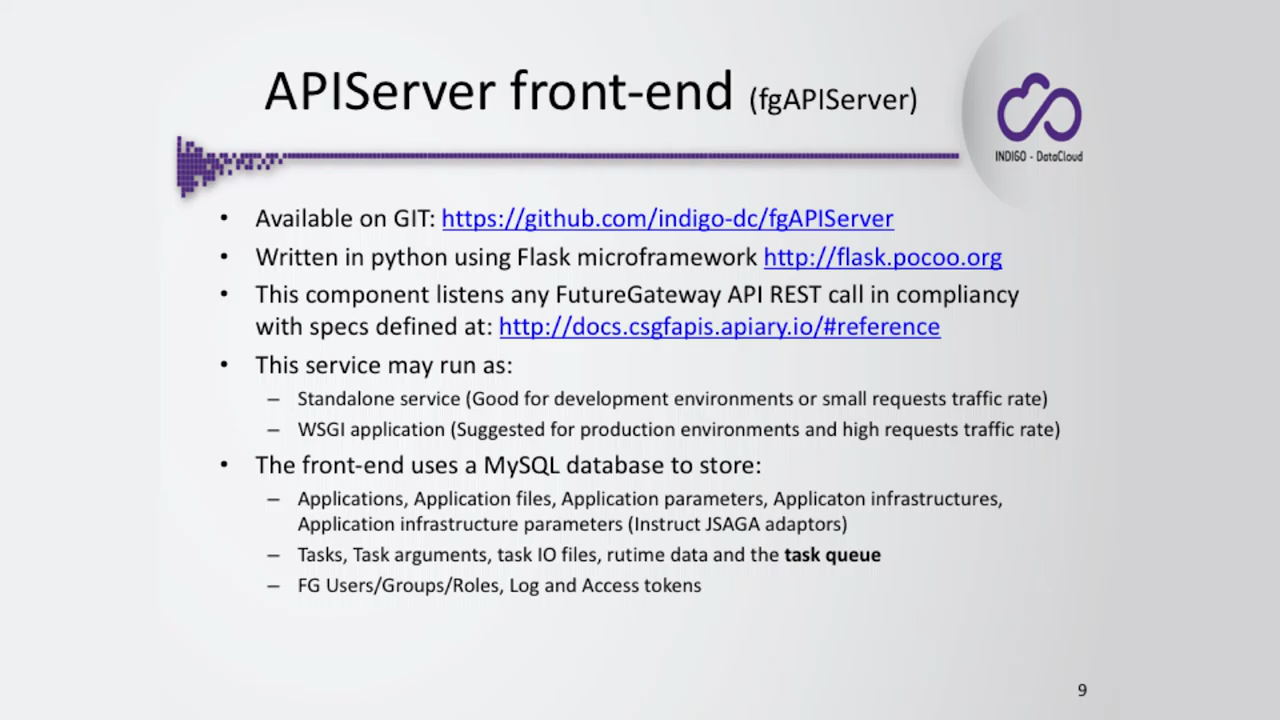 APIServer front-end (fgAPIServer)
INDIGO - DataCloud
• Available on GIT: https://github.com/indigo-dc/fgAPIServer
• Written in python using Flask microframework http://flask.pocoo.org
• This component listens any FutureGateway API REST call in compliancy
with specs defined at: http://docs.csgfapis.apiary.io/#reference
• This service may run as:
– Standalone service (Good for development environments or small requests traffic rate)
– WSGI application (Suggested for production environments and high requests traffic rate)
• The front-end uses a MySQL database to store:
– Applications, Application files, Application parameters, Applicaton infrastructures,
Application infrastructure parameters (Instruct JSAGA adaptors)
– Tasks, Task arguments, task IO files, rutime data and the task queue
– FG Users/Groups/Roles, Log and Access tokens
9